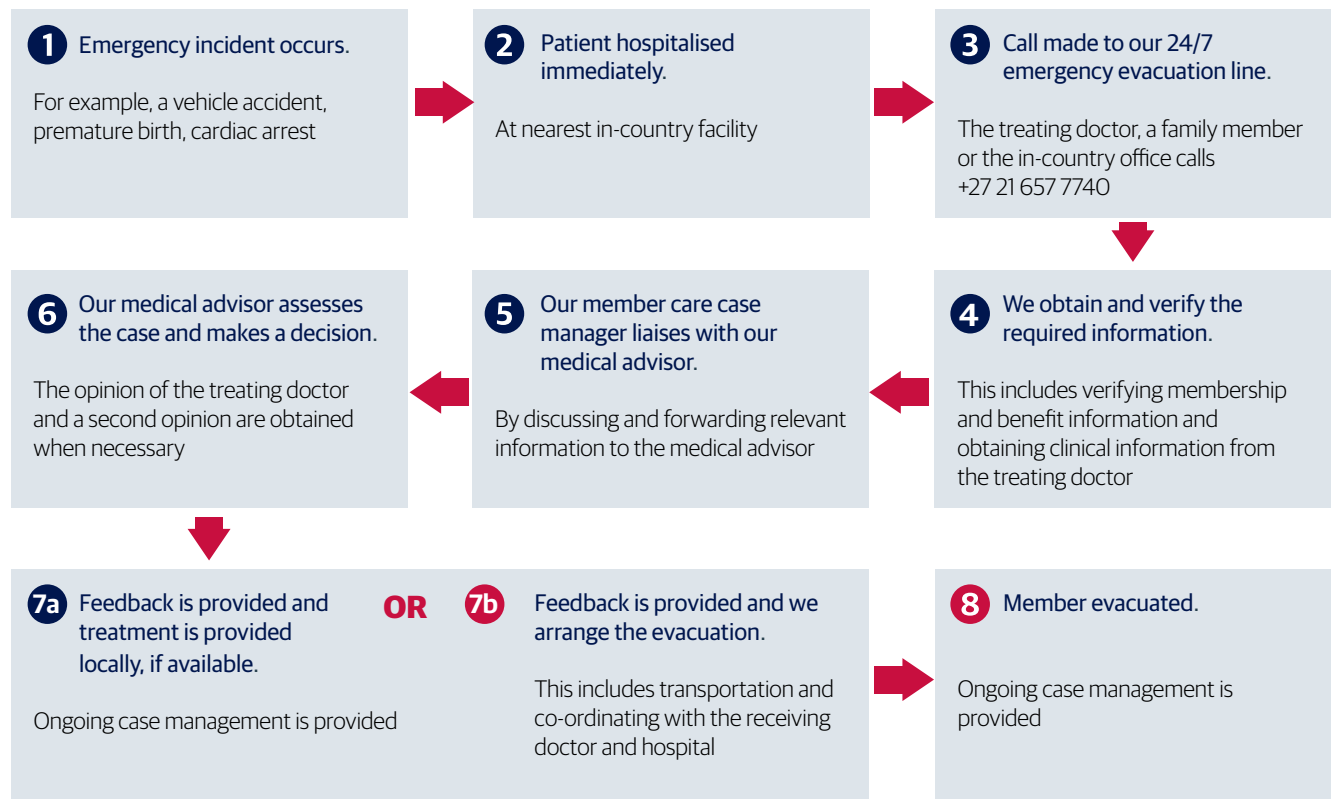 1 Emergency incident occurs.
For example, a vehicle accident,
premature birth, cardiac arrest
2 Patient hospitalised
immediately.
At nearest in-country facility
3 Call made to our 24/7
emergency evacuation line.
The treating doctor, a family member
or the in-country office calls
+27 21 657 7740
4 We obtain and verify the
required information.
This includes verifying membership
and benefit information and
obtaining clinical information from
the treating doctor
5 Our member care case
manager liaises with our
medical advisor.
By discussing and forwarding relevant
information to the medical advisor
6 Our medical advisor assesses
the case and makes a decision.
The opinion of the treating doctor
and a second opinion are obtained
when necessary
7a Feedback is provided and
treatment is provided
locally, if available.
Ongoing case management is provided
OR
7b Feedback is provided and we
arrange the evacuation.
This includes transportation and
co-ordinating with the receiving
doctor and hospital
8 Member evacuated.
Ongoing case management is
provided